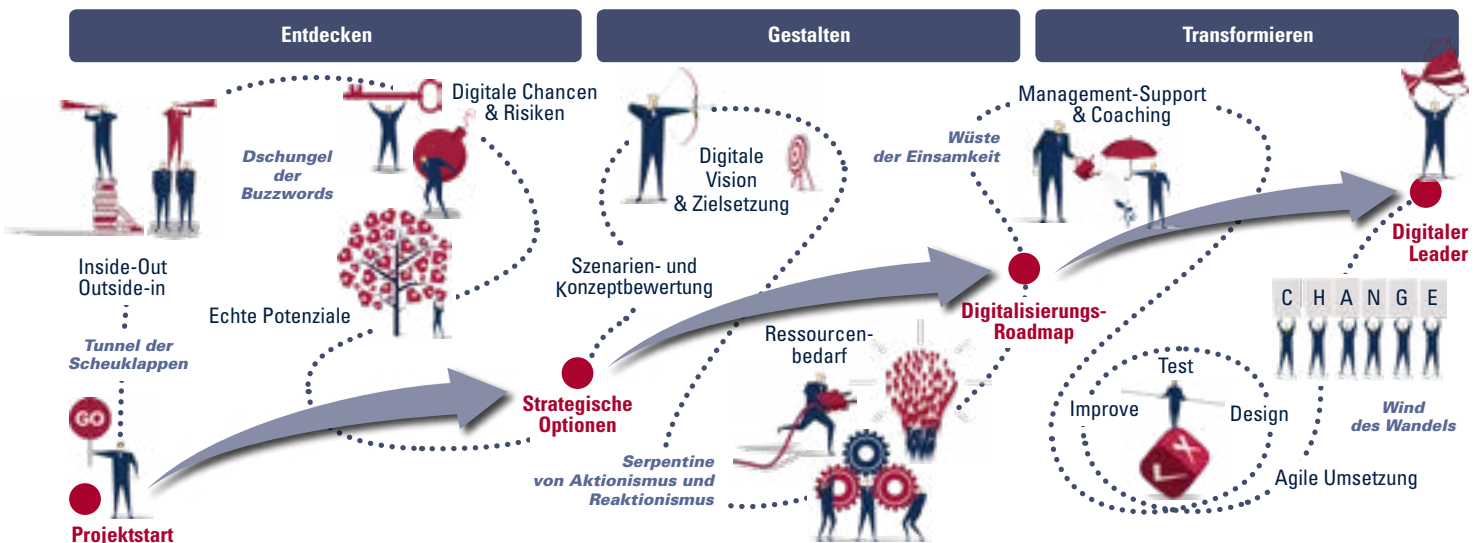 Entdecken
Gestalten
Transformieren
Digitale Chancen
& Risiken
Dschungel
der
Buzzwords
Inside-Out
Outside-in
Echte Potenziale
Tunnel der
Scheuklappen
GO
Projektstart
Strategische
Optionen
Szenarien- und
Konzeptbewertung
Digitale
Vision
& Zielsetzung
Ressourcen-
bedarf
Serpentine
von Aktionismus und
Reaktionismus
Digitalisierungs-
Roadmap
Wüste
der Einsamkeit
Management-Support
& Coaching
Test
Improve
Design
Agile Umsetzung
CHANGE
Wind
des Wandels
Digitaler
Leader